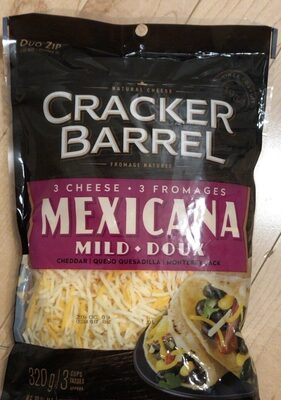 DUO ZIP
NATURAL CHEESE
CRACKER
BARREL
FROMAGE NATUREL
3 CHEESE • 3 FROMAGES
MEXICANA
MILD • DOUX
CHEDDAR | QUESO QUESADILLA | MONTEREY JACK
320 g/3 CUPS
TASSES